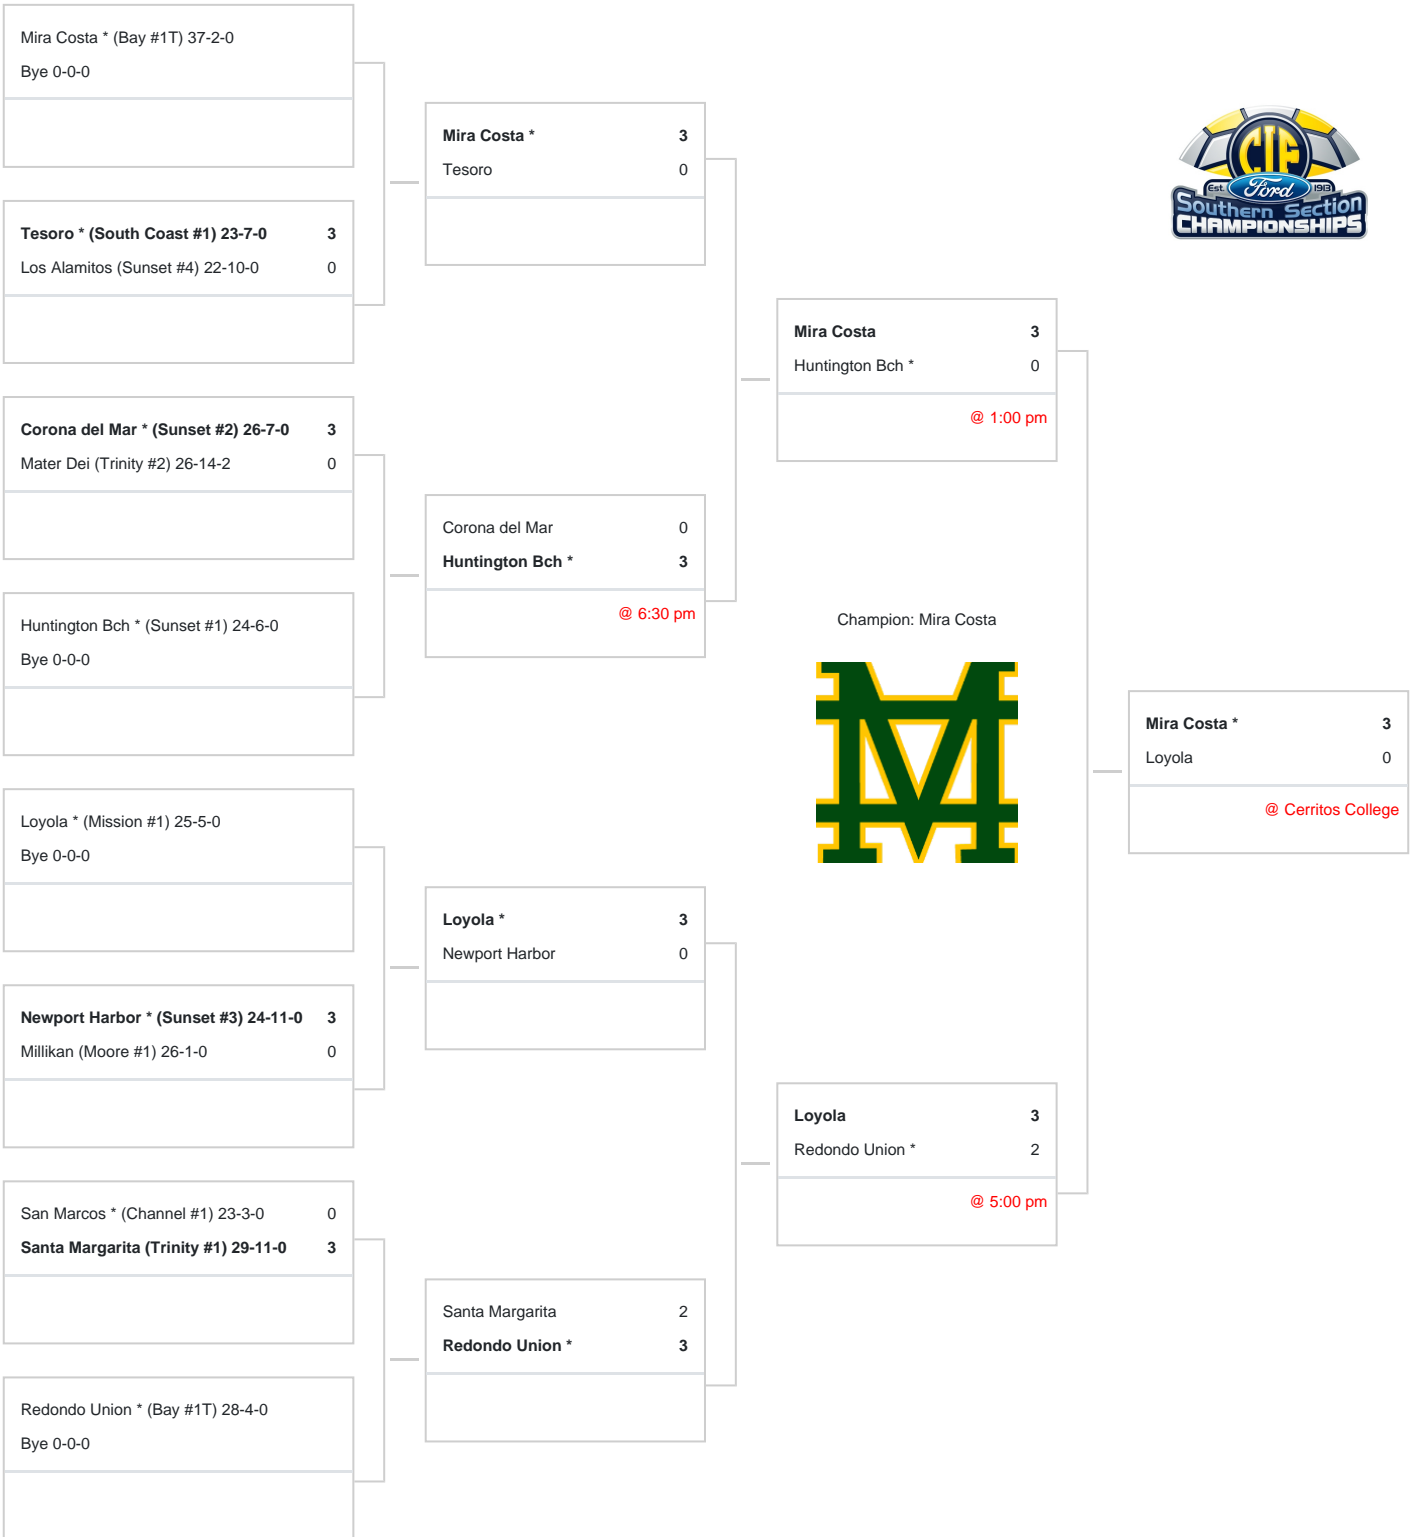 Mira Costa * (Bay #1T) 37-2-0
Bye 0-0-0
Tesoro * (South Coast #1) 23-7-0 3
Los Alamitos (Sunset #4) 22-10-0 0
Corona del Mar * (Sunset #2) 26-7-0 3
Mater Dei (Trinity #2) 26-14-2 0
Huntington Bch * (Sunset #1) 24-6-0
Bye 0-0-0
Loyola * (Mission #1) 25-5-0
Bye 0-0-0
Newport Harbor * (Sunset #3) 24-11-0 3
Millikan (Moore #1) 26-1-0 0
San Marcos * (Channel #1) 23-3-0 0
Santa Margarita (Trinity #1) 29-11-0 3
Redondo Union * (Bay #1T) 28-4-0
Bye 0-0-0
Mira Costa * 3
Tesoro 0
Corona del Mar 0
Huntington Bch * 3
@ 6:30 pm
Loyola * 3
Newport Harbor 0
Santa Margarita 2
Redondo Union * 3
Mira Costa 3
Huntington Bch * 0
@ 1:00 pm
Champion: Mira Costa
MC
Loyola 3
Redondo Union * 2
@ 5:00 pm
CIF
Est. Ford 1913
Southern Section
CHAMPIONSHIPS
Mira Costa * 3
Loyola 0
@ Cerritos College